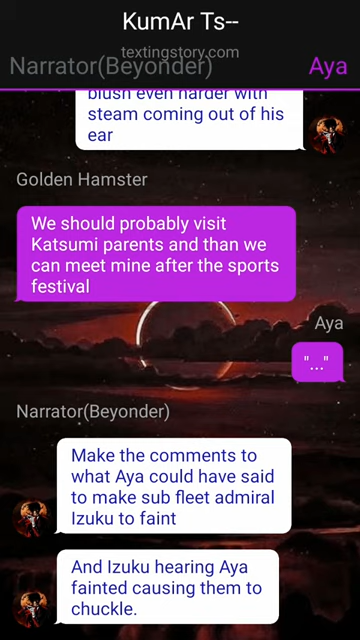 KumAr Ts--
textingstory.com
Narrator(Beyonder)
Aya
blush even harder with
steam coming out of his
ear
Golden Hamster
We should probably visit
Katsumi parents and than we
can meet mine after the sports
festival
Aya
"..."
Narrator(Beyonder)
Make the comments to
what Aya could have said
to make sub fleet admiral
Izuku to faint
And Izuku hearing Aya
fainted causing them to
chuckle.